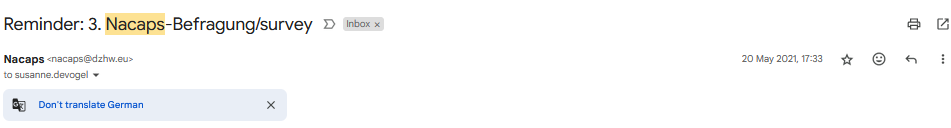 Reminder: 3. Nacaps-Befragung/survey Inbox ×
Nacaps <nacaps@dzhw.eu> 20 May 2021, 17:33
to susanne.devogel
Don't translate German